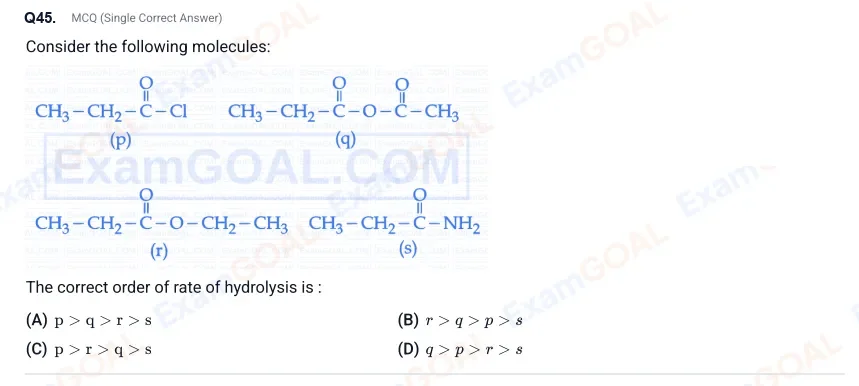 Q45. MCQ (Single Correct Answer)
Consider the following molecules:
O
||
CH₃–CH₂–C–Cl
(p)
O O
|| ||
CH₃–CH₂–C–O–C–CH₃
(q)
ExamGOAL.COM
O
||
CH₃–CH₂–C–O–CH₂–CH₃
(r)
O
||
CH₃–CH₂–C–NH₂
(s)
The correct order of rate of hydrolysis is :
(A) p > q > r > s
(B) r > q > p > s
(C) p > r > q > s
(D) q > p > r > s